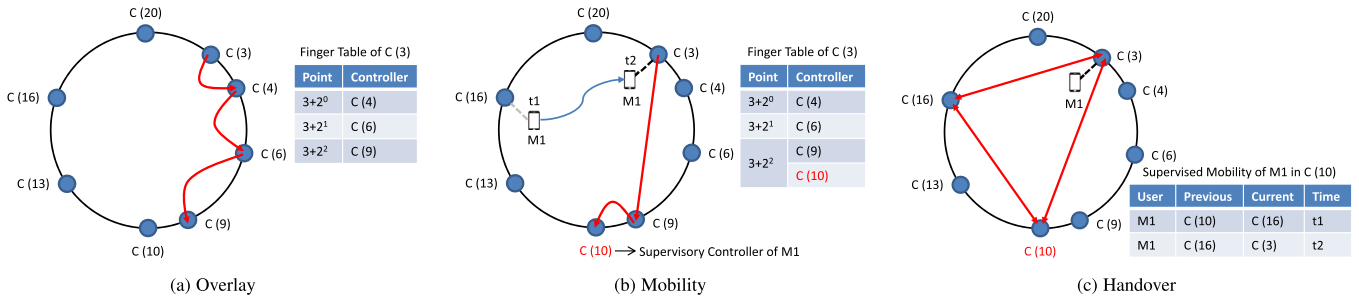 C (20)
C (3)
C (4)
C (6)
C (9)
C (10)
C (13)
C (16)
Finger Table of C (3)
Point Controller
3+2⁰ C (4)
3+2¹ C (6)
3+2² C (9)
(a) Overlay
C (20)
C (3)
C (4)
C (6)
C (9)
C (10) Supervisory Controller of M1
C (13)
C (16)
t1
M1
t2
M1
Finger Table of C (3)
Point Controller
3+2⁰ C (4)
3+2¹ C (6)
3+2² C (9)
C (10)
(b) Mobility
C (20)
C (3)
C (4)
C (6)
C (9)
C (10)
C (13)
C (16)
M1
Supervised Mobility of M1 in C (10)
User Previous Current Time
M1 C (10) C (16) t1
M1 C (16) C (3) t2
(c) Handover